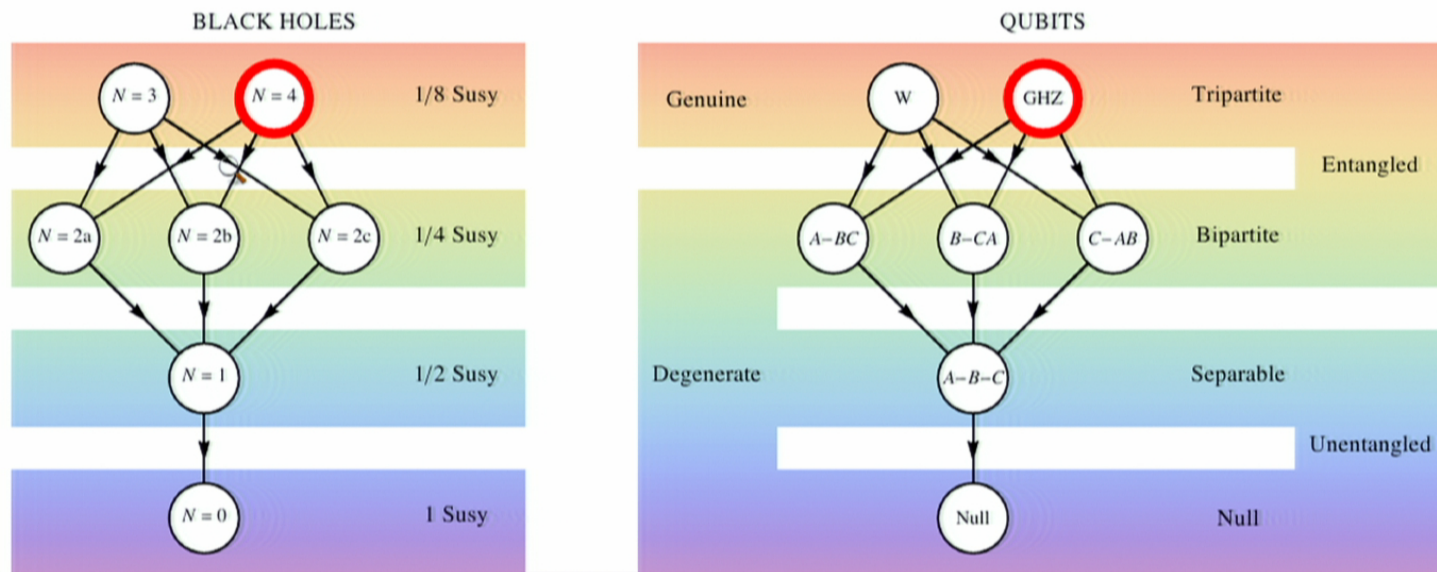 BLACK HOLES
N = 3
N = 4
1/8 Susy
N = 2a
N = 2b
N = 2c
1/4 Susy
N = 1
1/2 Susy
N = 0
1 Susy
QUBITS
Genuine
W
GHZ
Tripartite
Entangled
A–BC
B–CA
C–AB
Bipartite
Degenerate
A–B–C
Separable
Unentangled
Null
Null